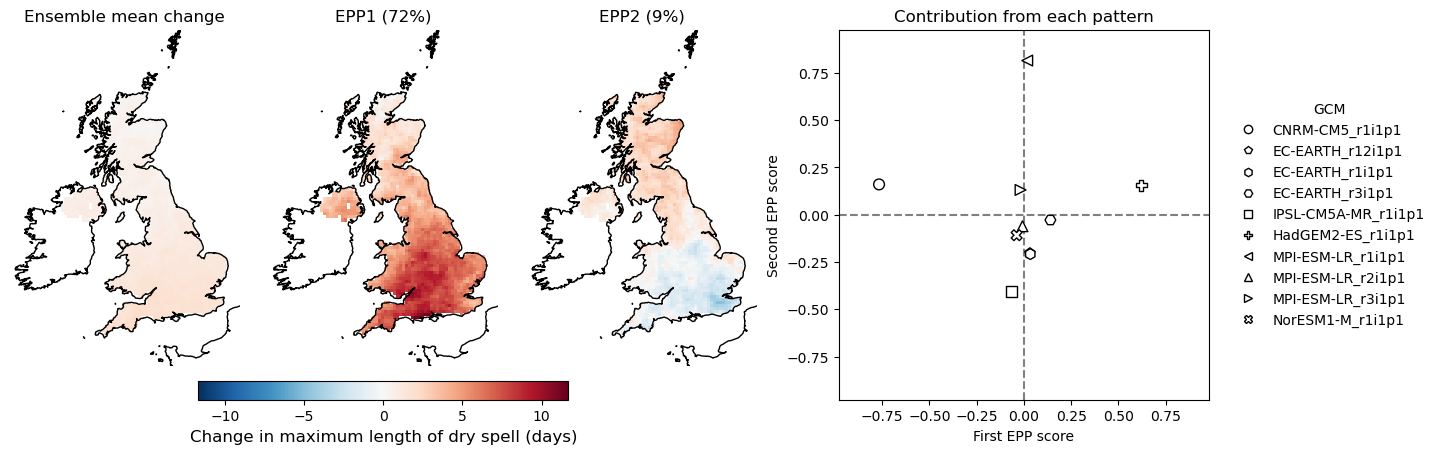 Ensemble mean change
EPP1 (72%)
EPP2 (9%)
−10
−5
0
5
10
Change in maximum length of dry spell (days)
Contribution from each pattern
Second EPP score
0.75
0.50
0.25
0.00
−0.25
−0.50
−0.75
−0.75
−0.50
−0.25
0.00
0.25
0.50
0.75
First EPP score
GCM
CNRM-CM5_r1i1p1
EC-EARTH_r12i1p1
EC-EARTH_r1i1p1
EC-EARTH_r3i1p1
IPSL-CM5A-MR_r1i1p1
HadGEM2-ES_r1i1p1
MPI-ESM-LR_r1i1p1
MPI-ESM-LR_r2i1p1
MPI-ESM-LR_r3i1p1
NorESM1-M_r1i1p1